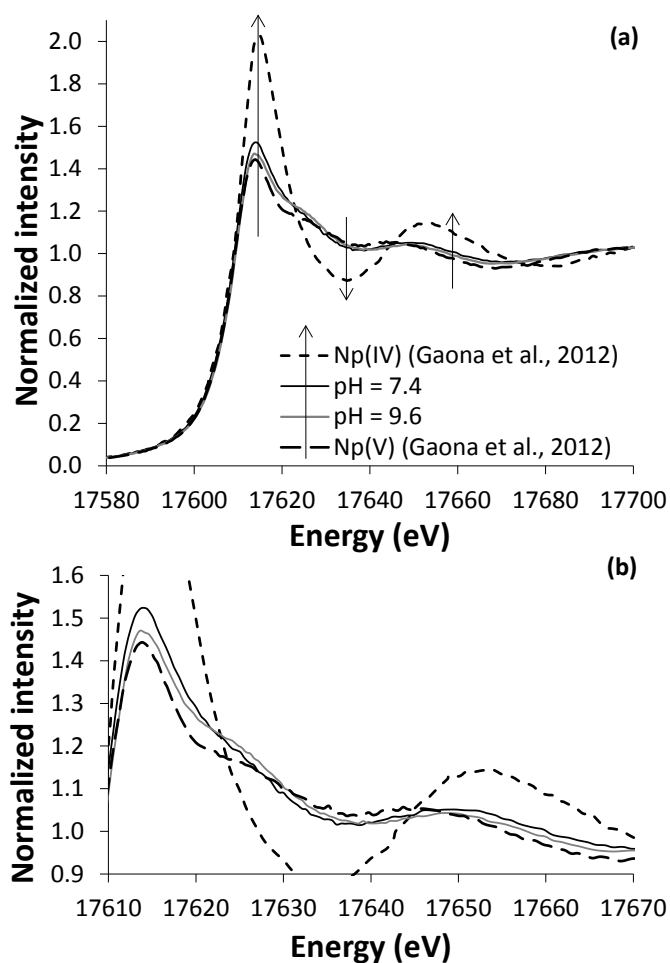 (a)
Normalized intensity
2.0
1.8
1.6
1.4
1.2
1.0
0.8
0.6
0.4
0.2
0.0
Np(IV) (Gaona et al., 2012)
pH = 7.4
pH = 9.6
Np(V) (Gaona et al., 2012)
17580 17600 17620 17640 17660 17680 17700
Energy (eV)
(b)
Normalized intensity
1.6
1.5
1.4
1.3
1.2
1.1
1.0
0.9
17610 17620 17630 17640 17650 17660 17670
Energy (eV)